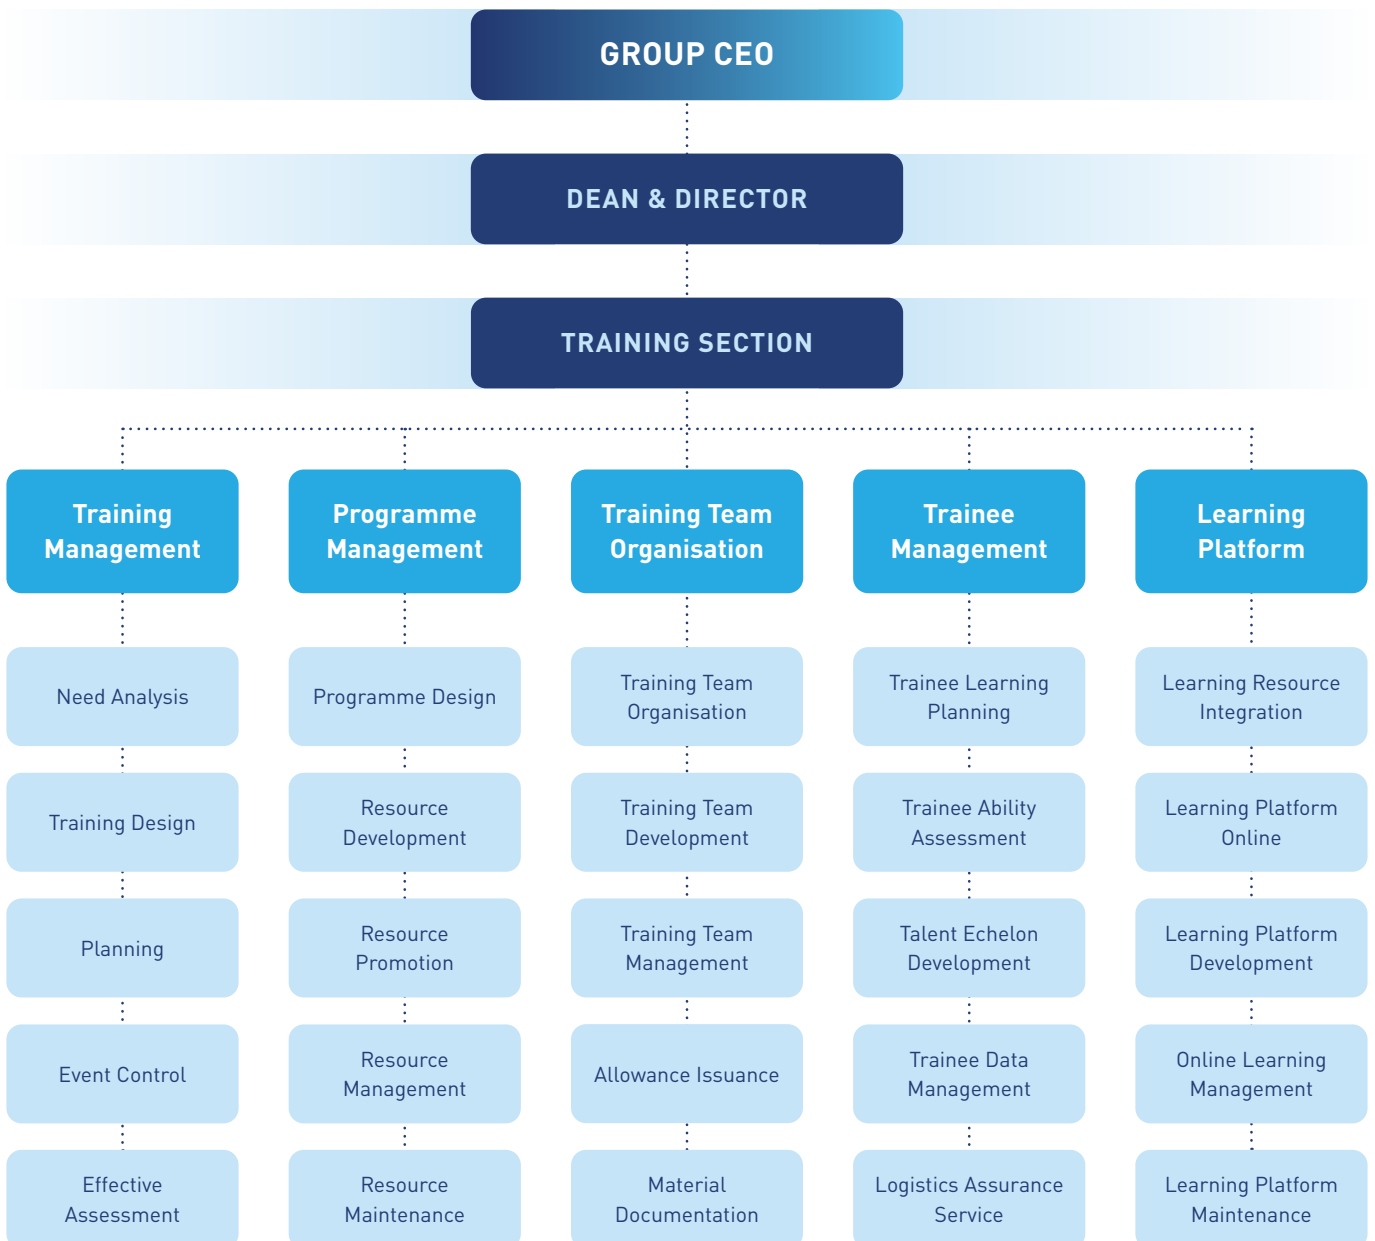 GROUP CEO
DEAN & DIRECTOR
TRAINING SECTION
Training
Management
Programme
Management
Training Team
Organisation
Trainee
Management
Learning
Platform
Need Analysis
Programme Design
Training Team
Organisation
Trainee Learning
Planning
Learning Resource
Integration
Training Design
Resource
Development
Training Team
Development
Trainee Ability
Assessment
Learning Platform
Online
Planning
Resource
Promotion
Training Team
Management
Talent Echelon
Development
Learning Platform
Development
Event Control
Resource
Management
Allowance Issuance
Trainee Data
Management
Online Learning
Management
Effective
Assessment
Resource
Maintenance
Material
Documentation
Logistics Assurance
Service
Learning Platform
Maintenance